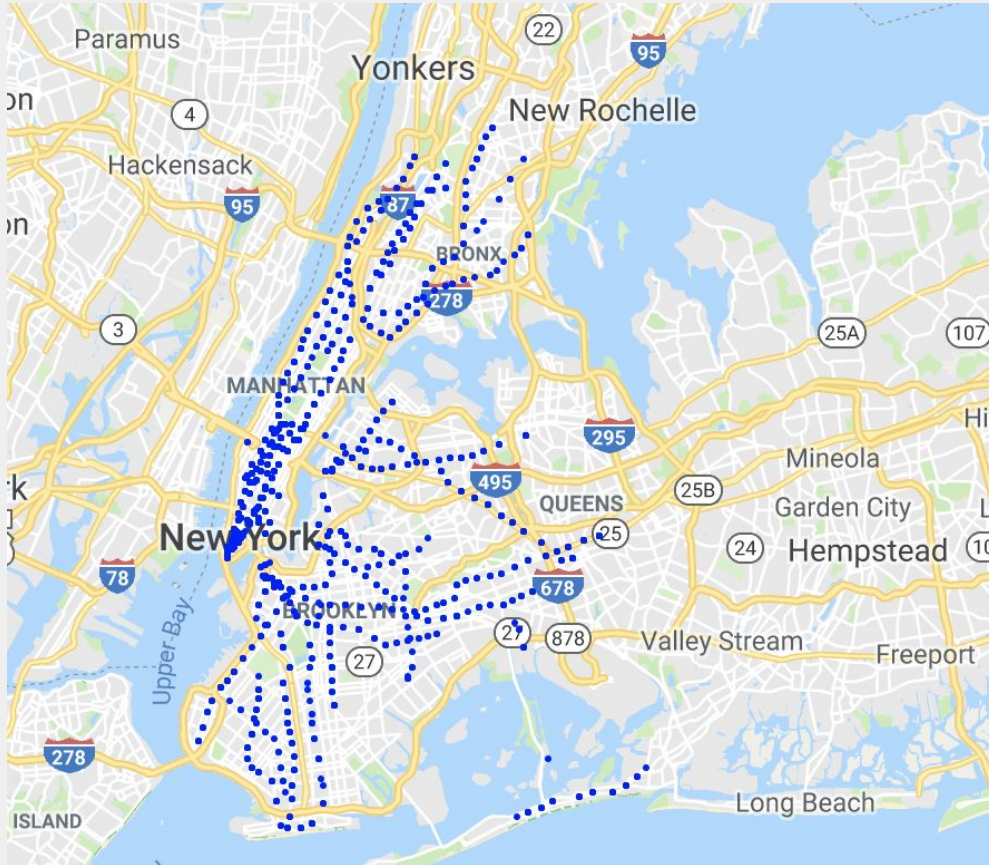 22
95
Paramus
Yonkers
New Rochelle
on
4
Hackensack
95
87
on
BRONX
278
3
25A
107
MANHATTAN
295
Hi
Mineola
rk
495
25B
QUEENS
Garden City
L
New York
25
24
Hempstead
10
78
678
BROOKLYN
Upper Bay
27
878
Valley Stream
27
Freeport
278
Long Beach
ISLAND